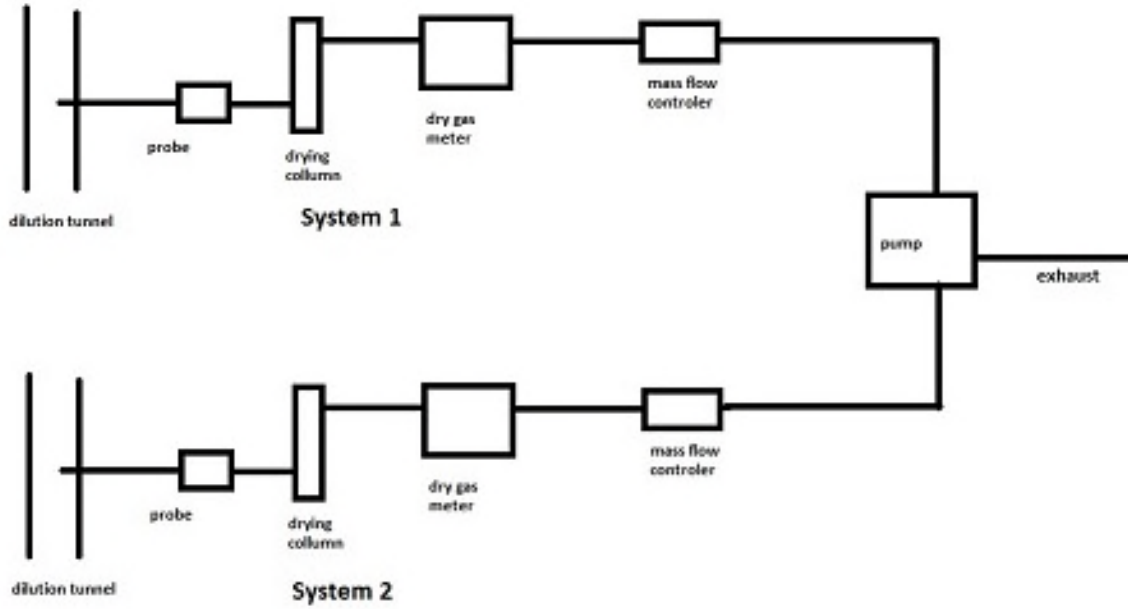 mass flow
controler
dry gas
meter
probe
drying
collumn
dilution tunnel
System 1
pump
exhaust
mass flow
controler
dry gas
meter
probe
drying
collumn
dilution tunnel
System 2